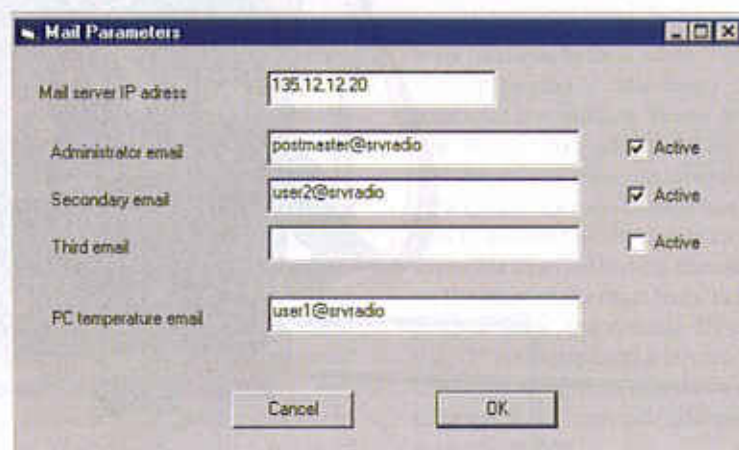 Mail Parameters
Mail server IP adress 135.12.12.20
Administrator email postmaster@srvradio Active
Secondary email user2@srvradio Active
Third email Active
PC temperature email user1@srvradio
Cancel OK